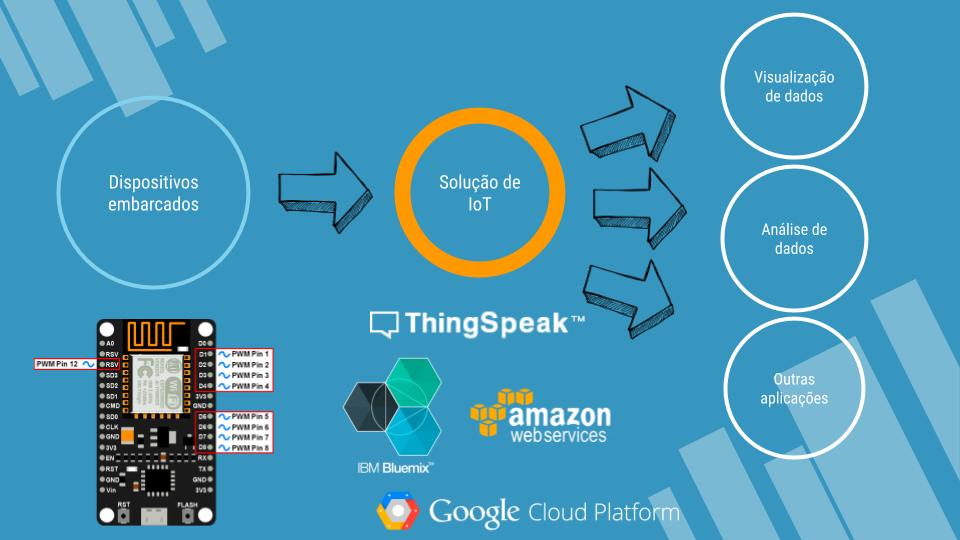 Visualização
de dados
Dispositivos
embarcados
Solução de
IoT
Análise de
dados
Outras
aplicações
ThingSpeak™
IBM Bluemix™
amazon
webservices
Google Cloud Platform
A0
RSV
RSV
SD3
SD2
SD1
CMD
SD0
CLK
GND
3V3
EN
RST
GND
Vin
PWM Pin 12
D0
D1 PWM Pin 1
D2 PWM Pin 2
D3 PWM Pin 3
D4 PWM Pin 4
3V3
GND
D5 PWM Pin 5
D6 PWM Pin 6
D7 PWM Pin 7
D8 PWM Pin 8
RX
TX
GND
3V3
RST
FLASH
WiFi